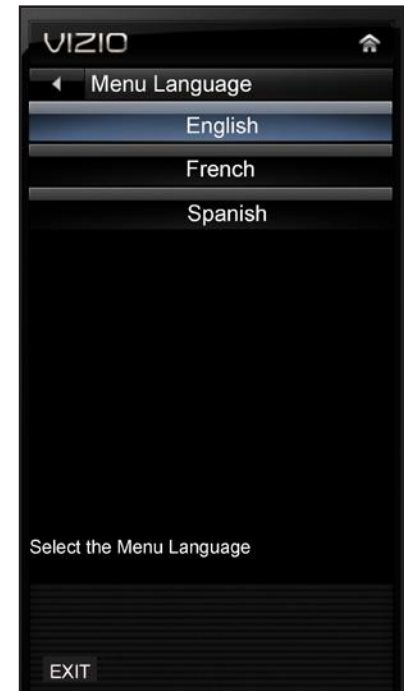 VIZIO
Menu Language
English
French
Spanish
Select the Menu Language
EXIT